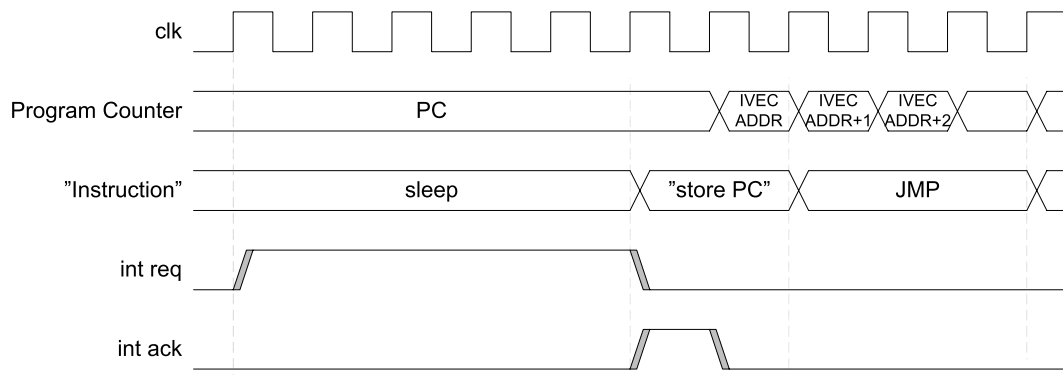 clk
Program Counter
PC
IVEC
ADDR
IVEC
ADDR+1
IVEC
ADDR+2
”Instruction”
sleep
”store PC”
JMP
int req
int ack